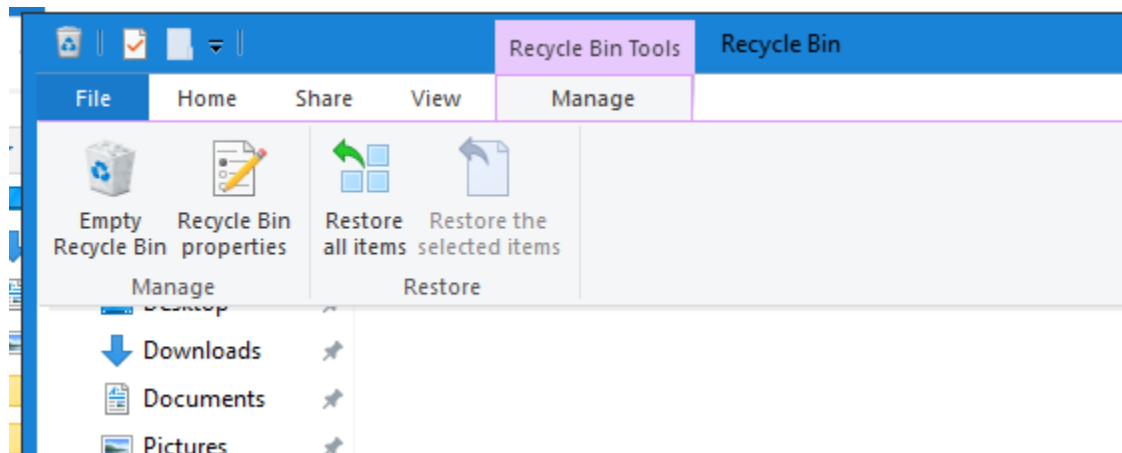 Recycle Bin Tools
Recycle Bin
File
Home
Share
View
Manage
Empty
Recycle Bin
Recycle Bin
properties
Restore
all items
Restore the
selected items
Manage
Restore
Desktop
Downloads
Documents
Pictures